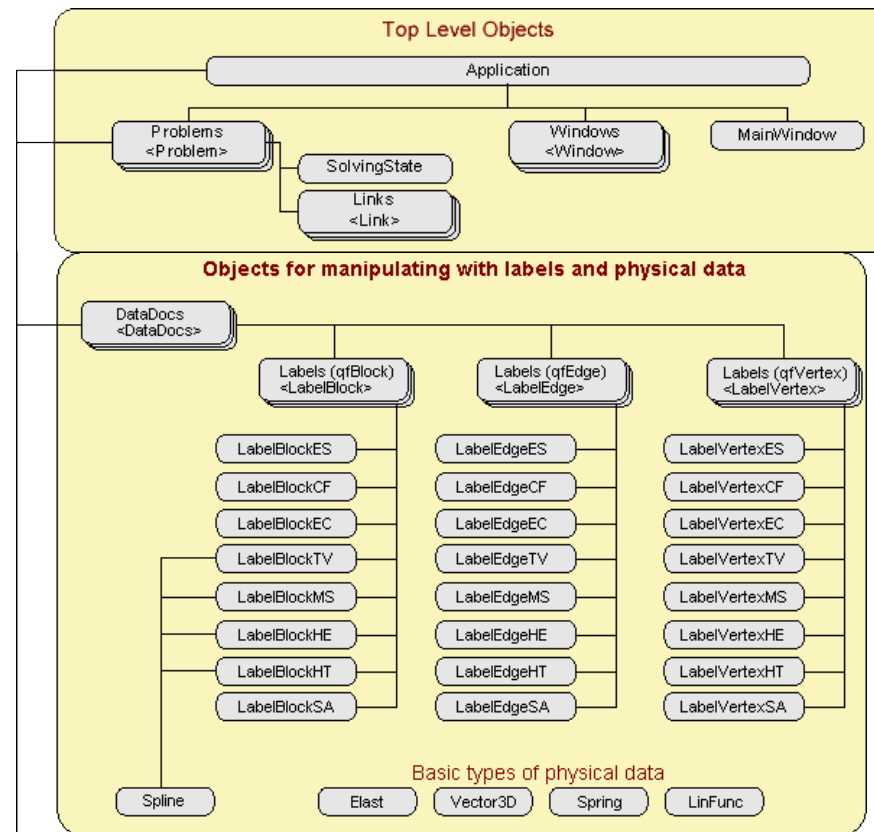 Top Level Objects
Application
Problems
<Problem>
Windows
<Window>
MainWindow
SolvingState
Links
<Link>
Objects for manipulating with labels and physical data
DataDocs
<DataDocs>
Labels (qfBlock)
<LabelBlock>
Labels (qfEdge)
<LabelEdge>
Labels (qfVertex)
<LabelVertex>
LabelBlockES
LabelEdgeES
LabelVertexES
LabelBlockCF
LabelEdgeCF
LabelVertexCF
LabelBlockEC
LabelEdgeEC
LabelVertexEC
LabelBlockTV
LabelEdgeTV
LabelVertexTV
LabelBlockMS
LabelEdgeMS
LabelVertexMS
LabelBlockHE
LabelEdgeHE
LabelVertexHE
LabelBlockHT
LabelEdgeHT
LabelVertexHT
LabelBlockSA
LabelEdgeSA
LabelVertexSA
Basic types of physical data
Spline
Elast
Vector3D
Spring
LinFunc